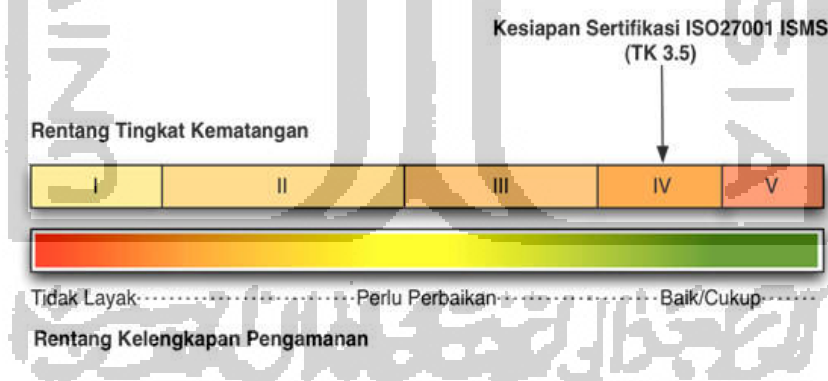 Kesiapan Sertifikasi ISO27001 ISMS
(TK 3.5)
Rentang Tingkat Kematangan
I II III IV V
Tidak Layak Perlu Perbaikan Baik/Cukup
Rentang Kelengkapan Pengamanan